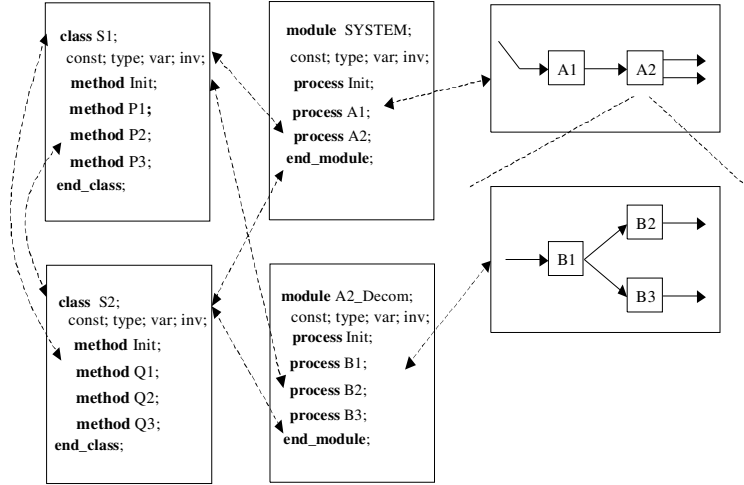 class S1;
const; type; var; inv;
method Init;
method P1;
method P2;
method P3;
end_class;
module SYSTEM;
const; type; var; inv;
process Init;
process A1;
process A2;
end_module;
A1
A2
class S2;
const; type; var; inv;
method Init;
method Q1;
method Q2;
method Q3;
end_class;
module A2_Decom;
const; type; var; inv;
process Init;
process B1;
process B2;
process B3;
end_module;
B1
B2
B3